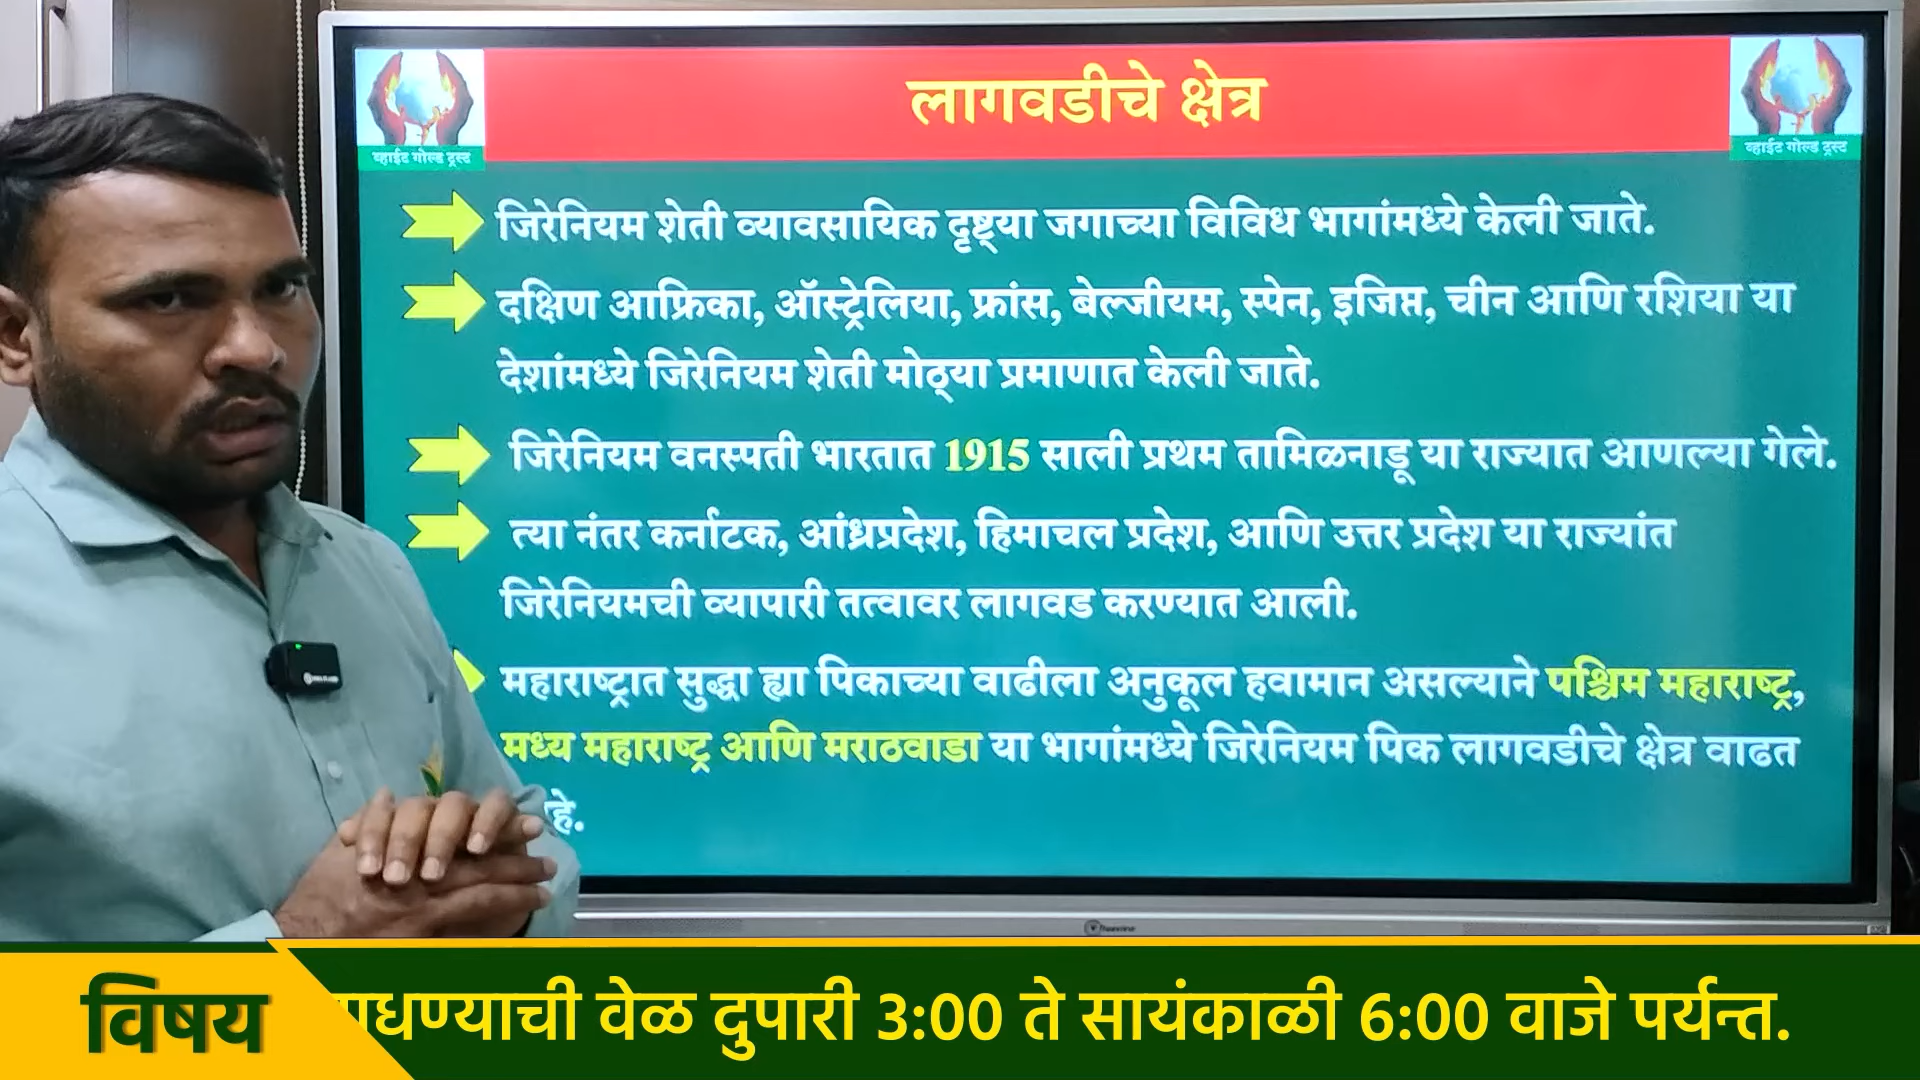 लागवडीचे क्षेत्र
व्हाईट गोल्ड ट्रस्ट
व्हाईट गोल्ड ट्रस्ट
जिरेनियम शेती व्यावसायिक दृष्ट्या जगाच्या विविध भागांमध्ये केली जाते.
दक्षिण आफ्रिका, ऑस्ट्रेलिया, फ्रांस, बेल्जीयम, स्पेन, इजिप्त, चीन आणि रशिया या
देशांमध्ये जिरेनियम शेती मोठ्या प्रमाणात केली जाते.
जिरेनियम वनस्पती भारतात 1915 साली प्रथम तामिळनाडू या राज्यात आणल्या गेले.
त्या नंतर कर्नाटक, आंध्रप्रदेश, हिमाचल प्रदेश, आणि उत्तर प्रदेश या राज्यांत
जिरेनियमची व्यापारी तत्वावर लागवड करण्यात आली.
महाराष्ट्रात सुद्धा ह्या पिकाच्या वाढीला अनुकूल हवामान असल्याने पश्चिम महाराष्ट्र,
मध्य महाराष्ट्र आणि मराठवाडा या भागांमध्ये जिरेनियम पिक लागवडीचे क्षेत्र वाढत
हे.
विषय
वेळ दुपारी 3:00 ते सायंकाळी 6:00 वाजे पर्यन्त.